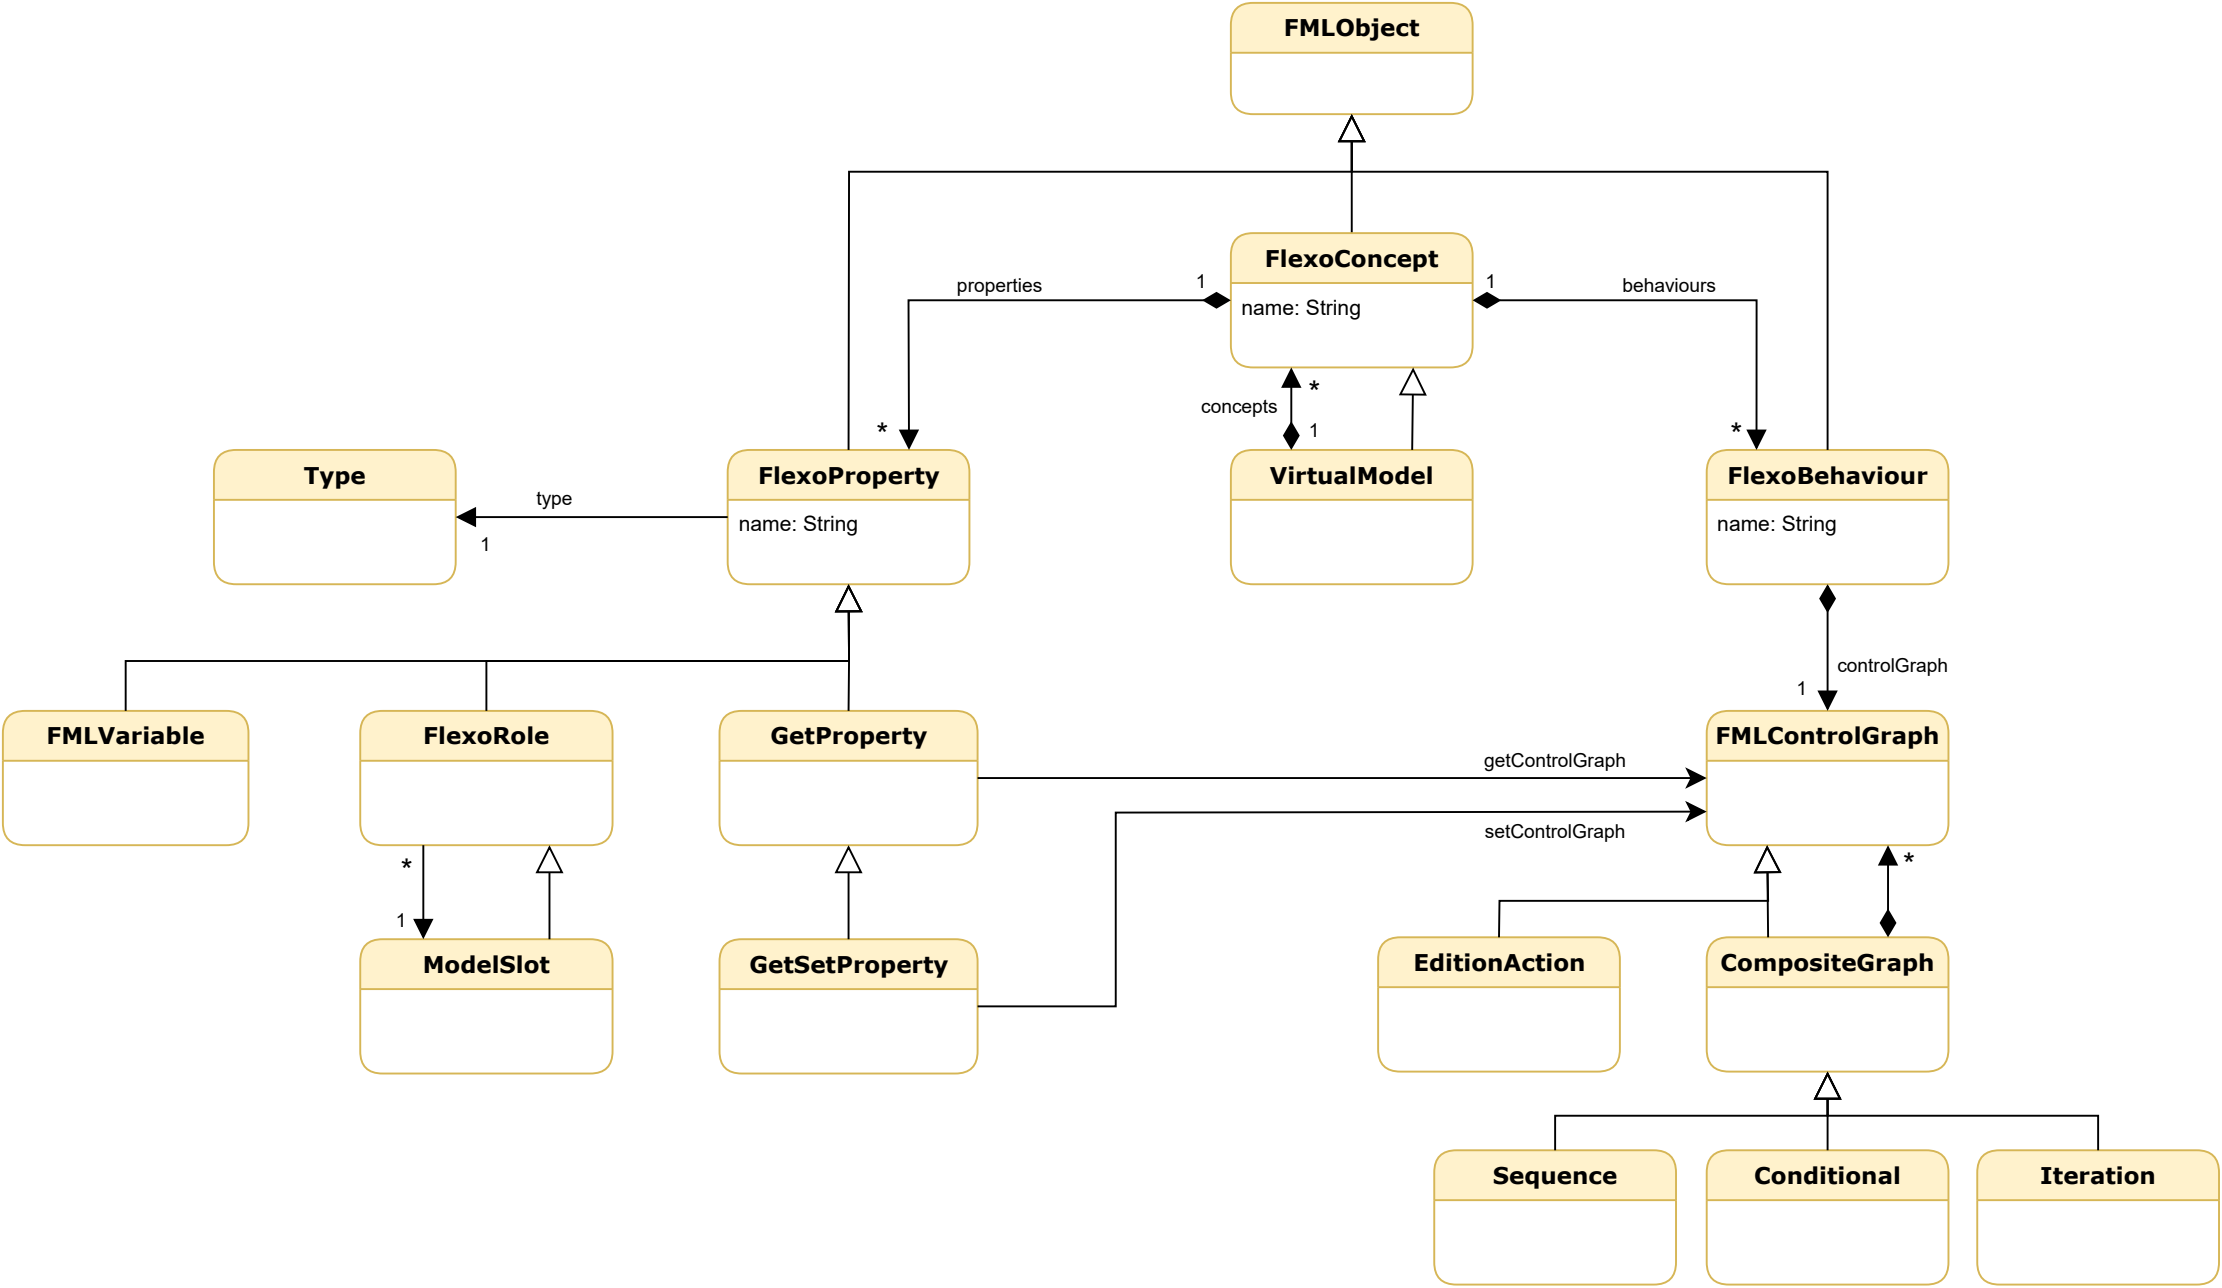 FMLObject
FlexoConcept
name: String
properties
1
*
1
behaviours
*
concepts
*
1
Type
type
1
FlexoProperty
name: String
VirtualModel
FlexoBehaviour
name: String
controlGraph
1
FMLVariable
FlexoRole
GetProperty
FMLControlGraph
getControlGraph
setControlGraph
*
1
*
ModelSlot
GetSetProperty
EditionAction
CompositeGraph
Sequence
Conditional
Iteration